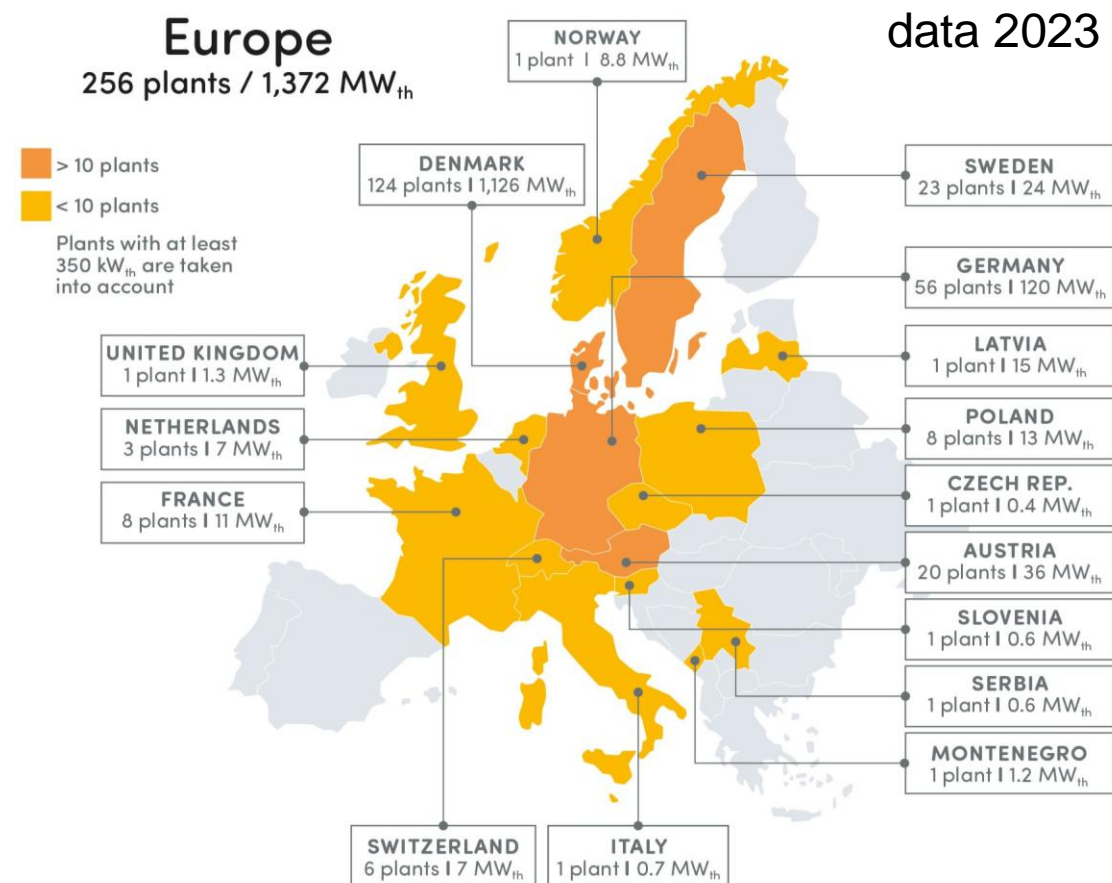 Europe
256 plants / 1,372 MWth
data 2023
> 10 plants
< 10 plants
Plants with at least
350 kWth are taken
into account
NORWAY
1 plant I 8.8 MWth
DENMARK
124 plants I 1,126 MWth
SWEDEN
23 plants I 24 MWth
GERMANY
56 plants I 120 MWth
UNITED KINGDOM
1 plant I 1.3 MWth
LATVIA
1 plant I 15 MWth
NETHERLANDS
3 plants I 7 MWth
POLAND
8 plants I 13 MWth
FRANCE
8 plants I 11 MWth
CZECH REP.
1 plant I 0.4 MWth
AUSTRIA
20 plants I 36 MWth
SLOVENIA
1 plant I 0.6 MWth
SERBIA
1 plant I 0.6 MWth
MONTENEGRO
1 plant I 1.2 MWth
SWITZERLAND
6 plants I 7 MWth
ITALY
1 plant I 0.7 MWth